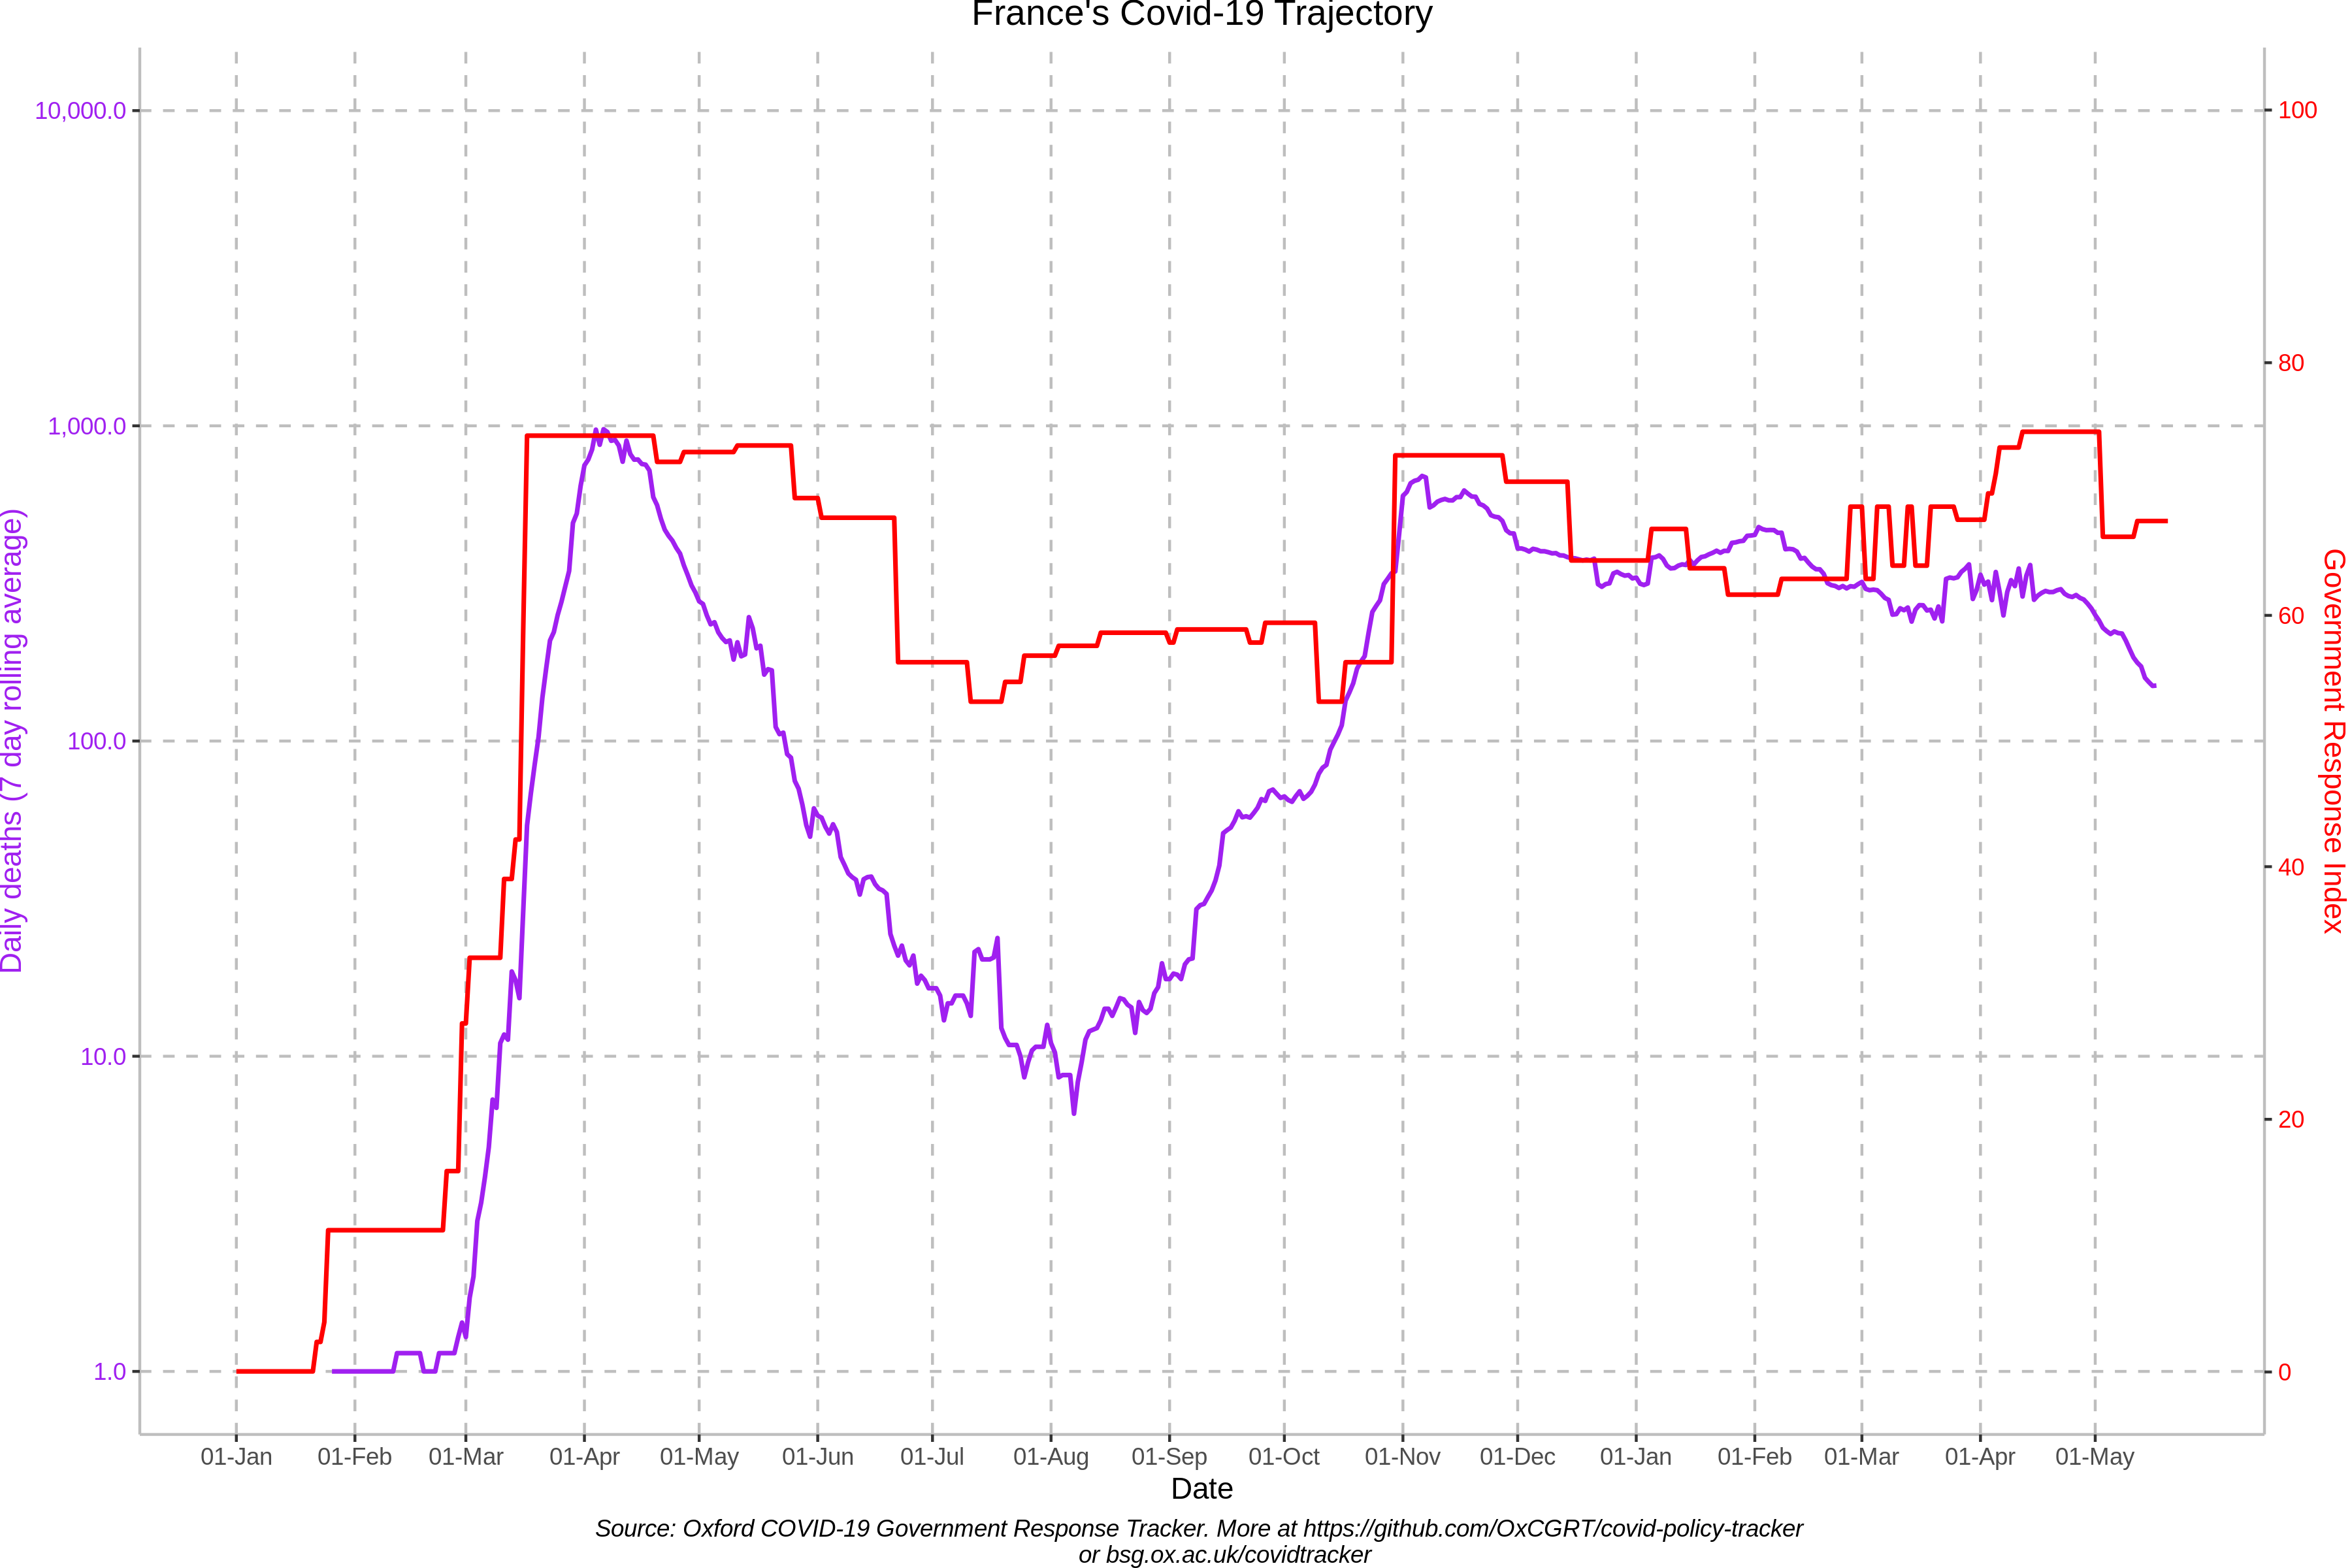 France's Covid-19 Trajectory
10,000.0
1,000.0
100.0
10.0
1.0
Daily deaths (7 day rolling average)
100
80
60
40
20
0
Government Response Index
01-Jan 01-Feb 01-Mar 01-Apr 01-May 01-Jun 01-Jul 01-Aug 01-Sep 01-Oct 01-Nov 01-Dec 01-Jan 01-Feb 01-Mar 01-Apr 01-May
Date
Source: Oxford COVID-19 Government Response Tracker. More at https://github.com/OxCGRT/covid-policy-tracker
or bsg.ox.ac.uk/covidtracker